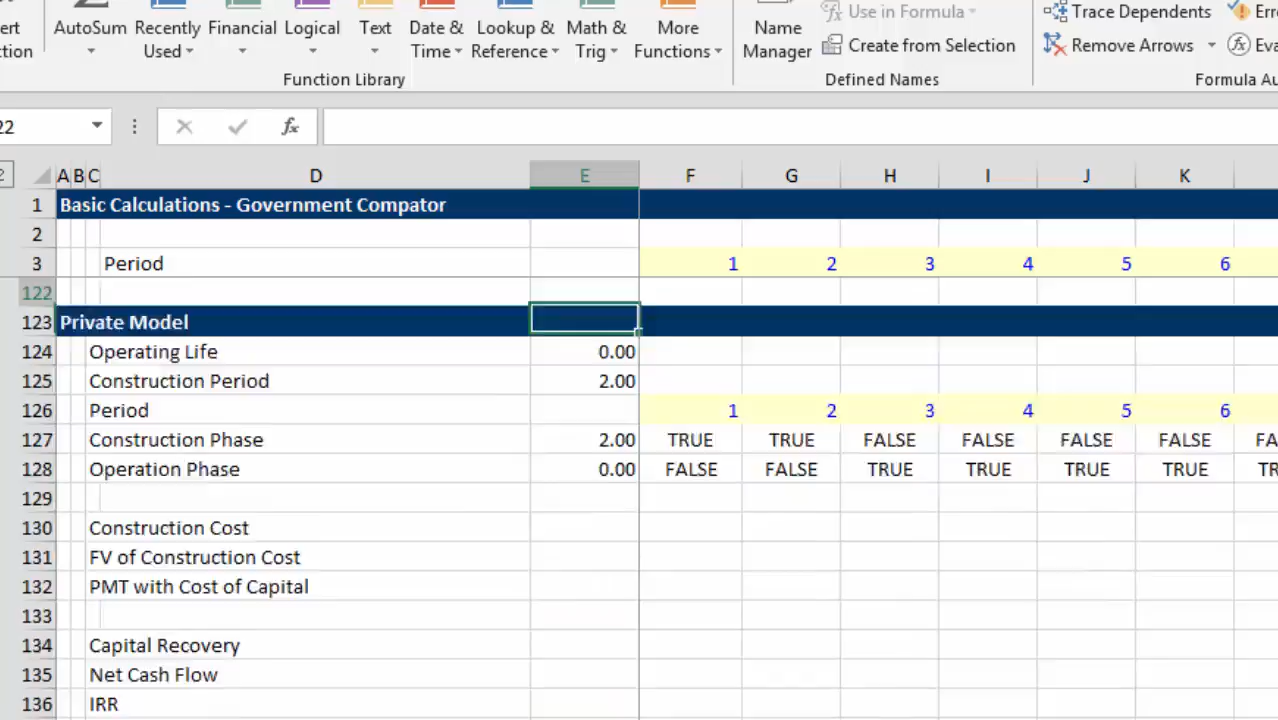 AutoSum Recently Used Financial Logical Text Date & Time Lookup & Reference Math & Trig More Functions
Function Library
Name Manager
Use in Formula
Create from Selection
Defined Names
Trace Dependents
Remove Arrows
fx
A B C D E F G H I J K
1 Basic Calculations - Government Compator
2
3 Period 1 2 3 4 5 6
122
123 Private Model
124 Operating Life 0.00
125 Construction Period 2.00
126 Period 1 2 3 4 5 6
127 Construction Phase 2.00 TRUE TRUE FALSE FALSE FALSE FALSE
128 Operation Phase 0.00 FALSE FALSE TRUE TRUE TRUE TRUE
129
130 Construction Cost
131 FV of Construction Cost
132 PMT with Cost of Capital
133
134 Capital Recovery
135 Net Cash Flow
136 IRR